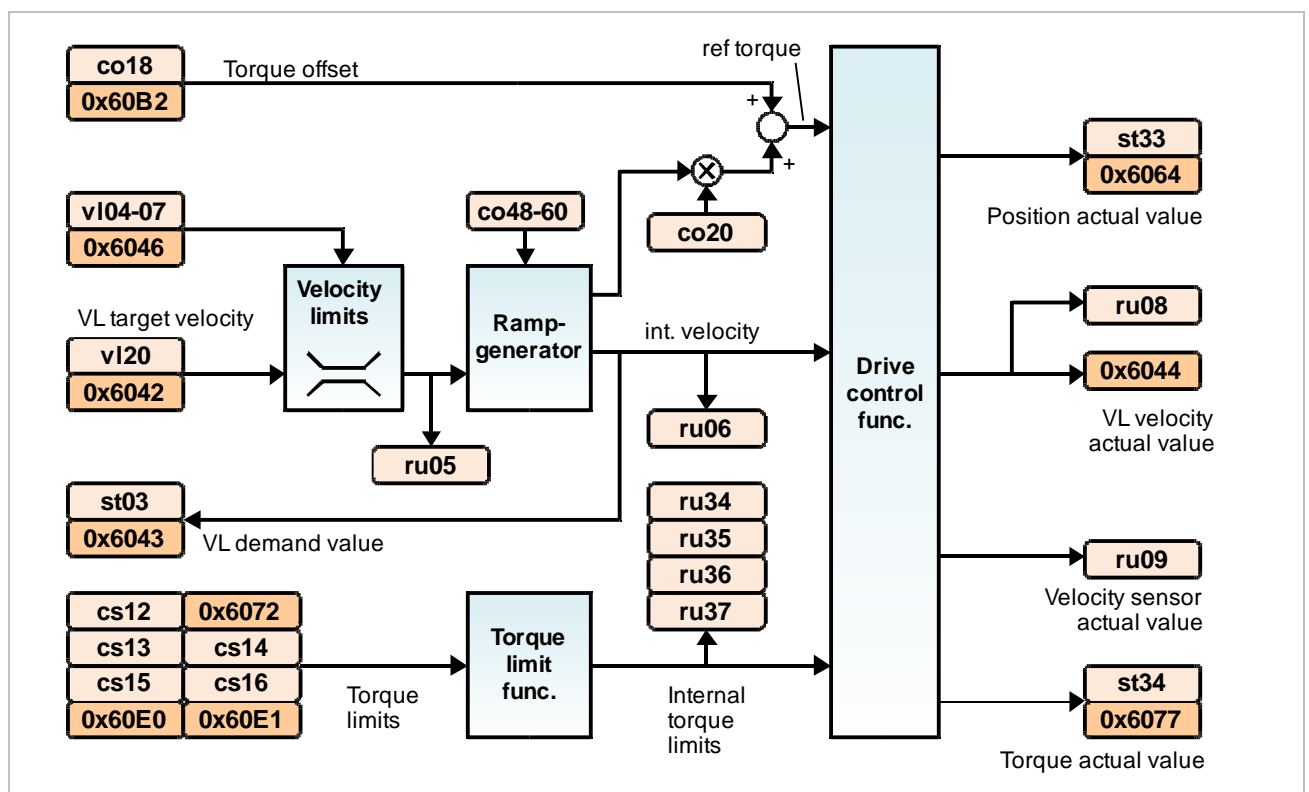 co18
0x60B2
Torque offset
ref torque
+
+
st33
0x6064
Position actual value
vl04-07
0x6046
co48-60
co20
Velocity
limits
Ramp-
generator
VL target velocity
vl20
0x6042
int. velocity
Drive
control
func.
ru08
0x6044
VL velocity
actual value
ru05
ru06
st03
0x6043
VL demand value
ru34
ru35
ru36
ru37
ru09
Velocity sensor
actual value
cs12
0x6072
cs13
cs14
cs15
cs16
0x60E0
0x60E1
Torque
limits
Torque
limit
func.
Internal
torque
limits
st34
0x6077
Torque actual value